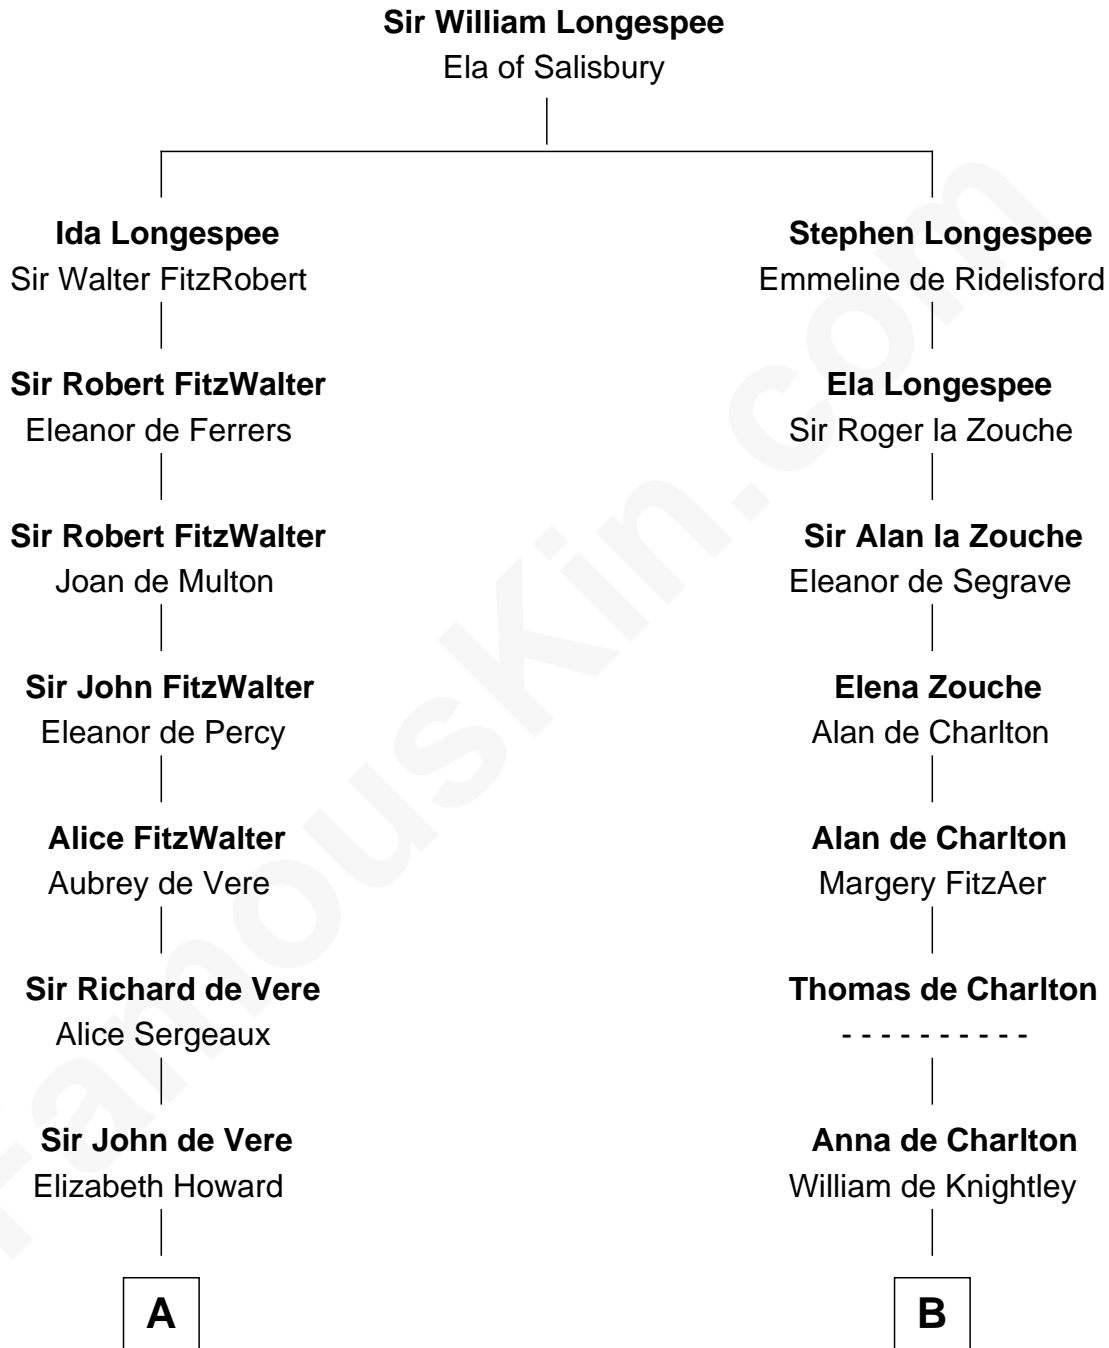 Sir William Longespee
Ela of Salisbury
Ida Longespee
Sir Walter FitzRobert
Stephen Longespee
Emmeline de Ridelisford
Sir Robert FitzWalter
Eleanor de Ferrers
Ela Longespee
Sir Roger la Zouche
Sir Robert FitzWalter
Joan de Multon
Sir Alan la Zouche
Eleanor de Segrave
Sir John FitzWalter
Eleanor de Percy
Elena Zouche
Alan de Charlton
Alice FitzWalter
Aubrey de Vere
Alan de Charlton
Margery FitzAer
Sir Richard de Vere
Alice Sergeaux
Thomas de Charlton
- - - - - - - - - -
Sir John de Vere
Elizabeth Howard
Anna de Charlton
William de Knightley
A
B
FamousKin.com